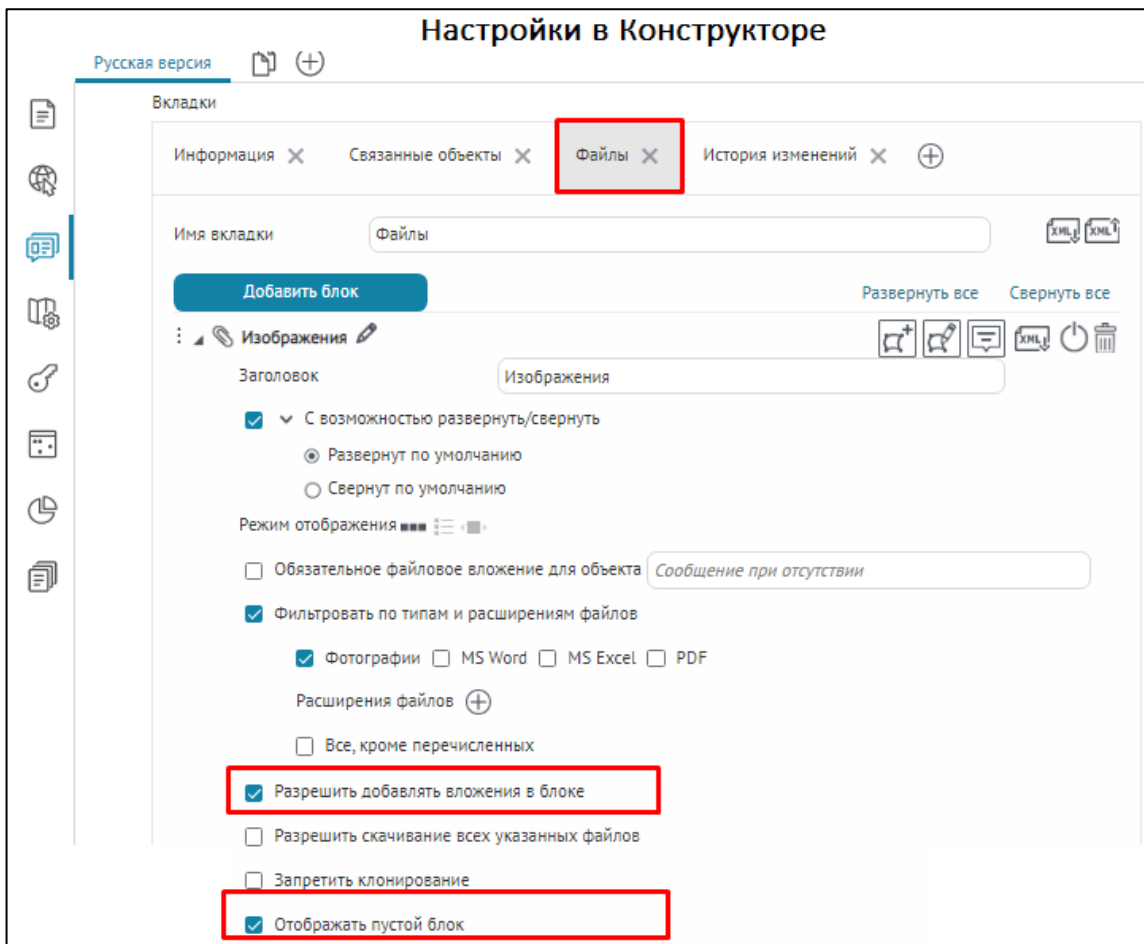 Настройки в Конструкторе
Русская версия
Вкладки
Информация Связанные объекты Файлы История изменений
Имя вкладки Файлы XML XML
Добавить блок Развернуть все Свернуть все
Изображения XML
Заголовок Изображения
С возможностью развернуть/свернуть
Развернут по умолчанию
Свернут по умолчанию
Режим отображения
Обязательное файловое вложение для объекта Сообщение при отсутствии
Фильтровать по типам и расширениям файлов
Фотографии MS Word MS Excel PDF
Расширения файлов
Все, кроме перечисленных
Разрешить добавлять вложения в блоке
Разрешить скачивание всех указанных файлов
Запретить клонирование
Отображать пустой блок